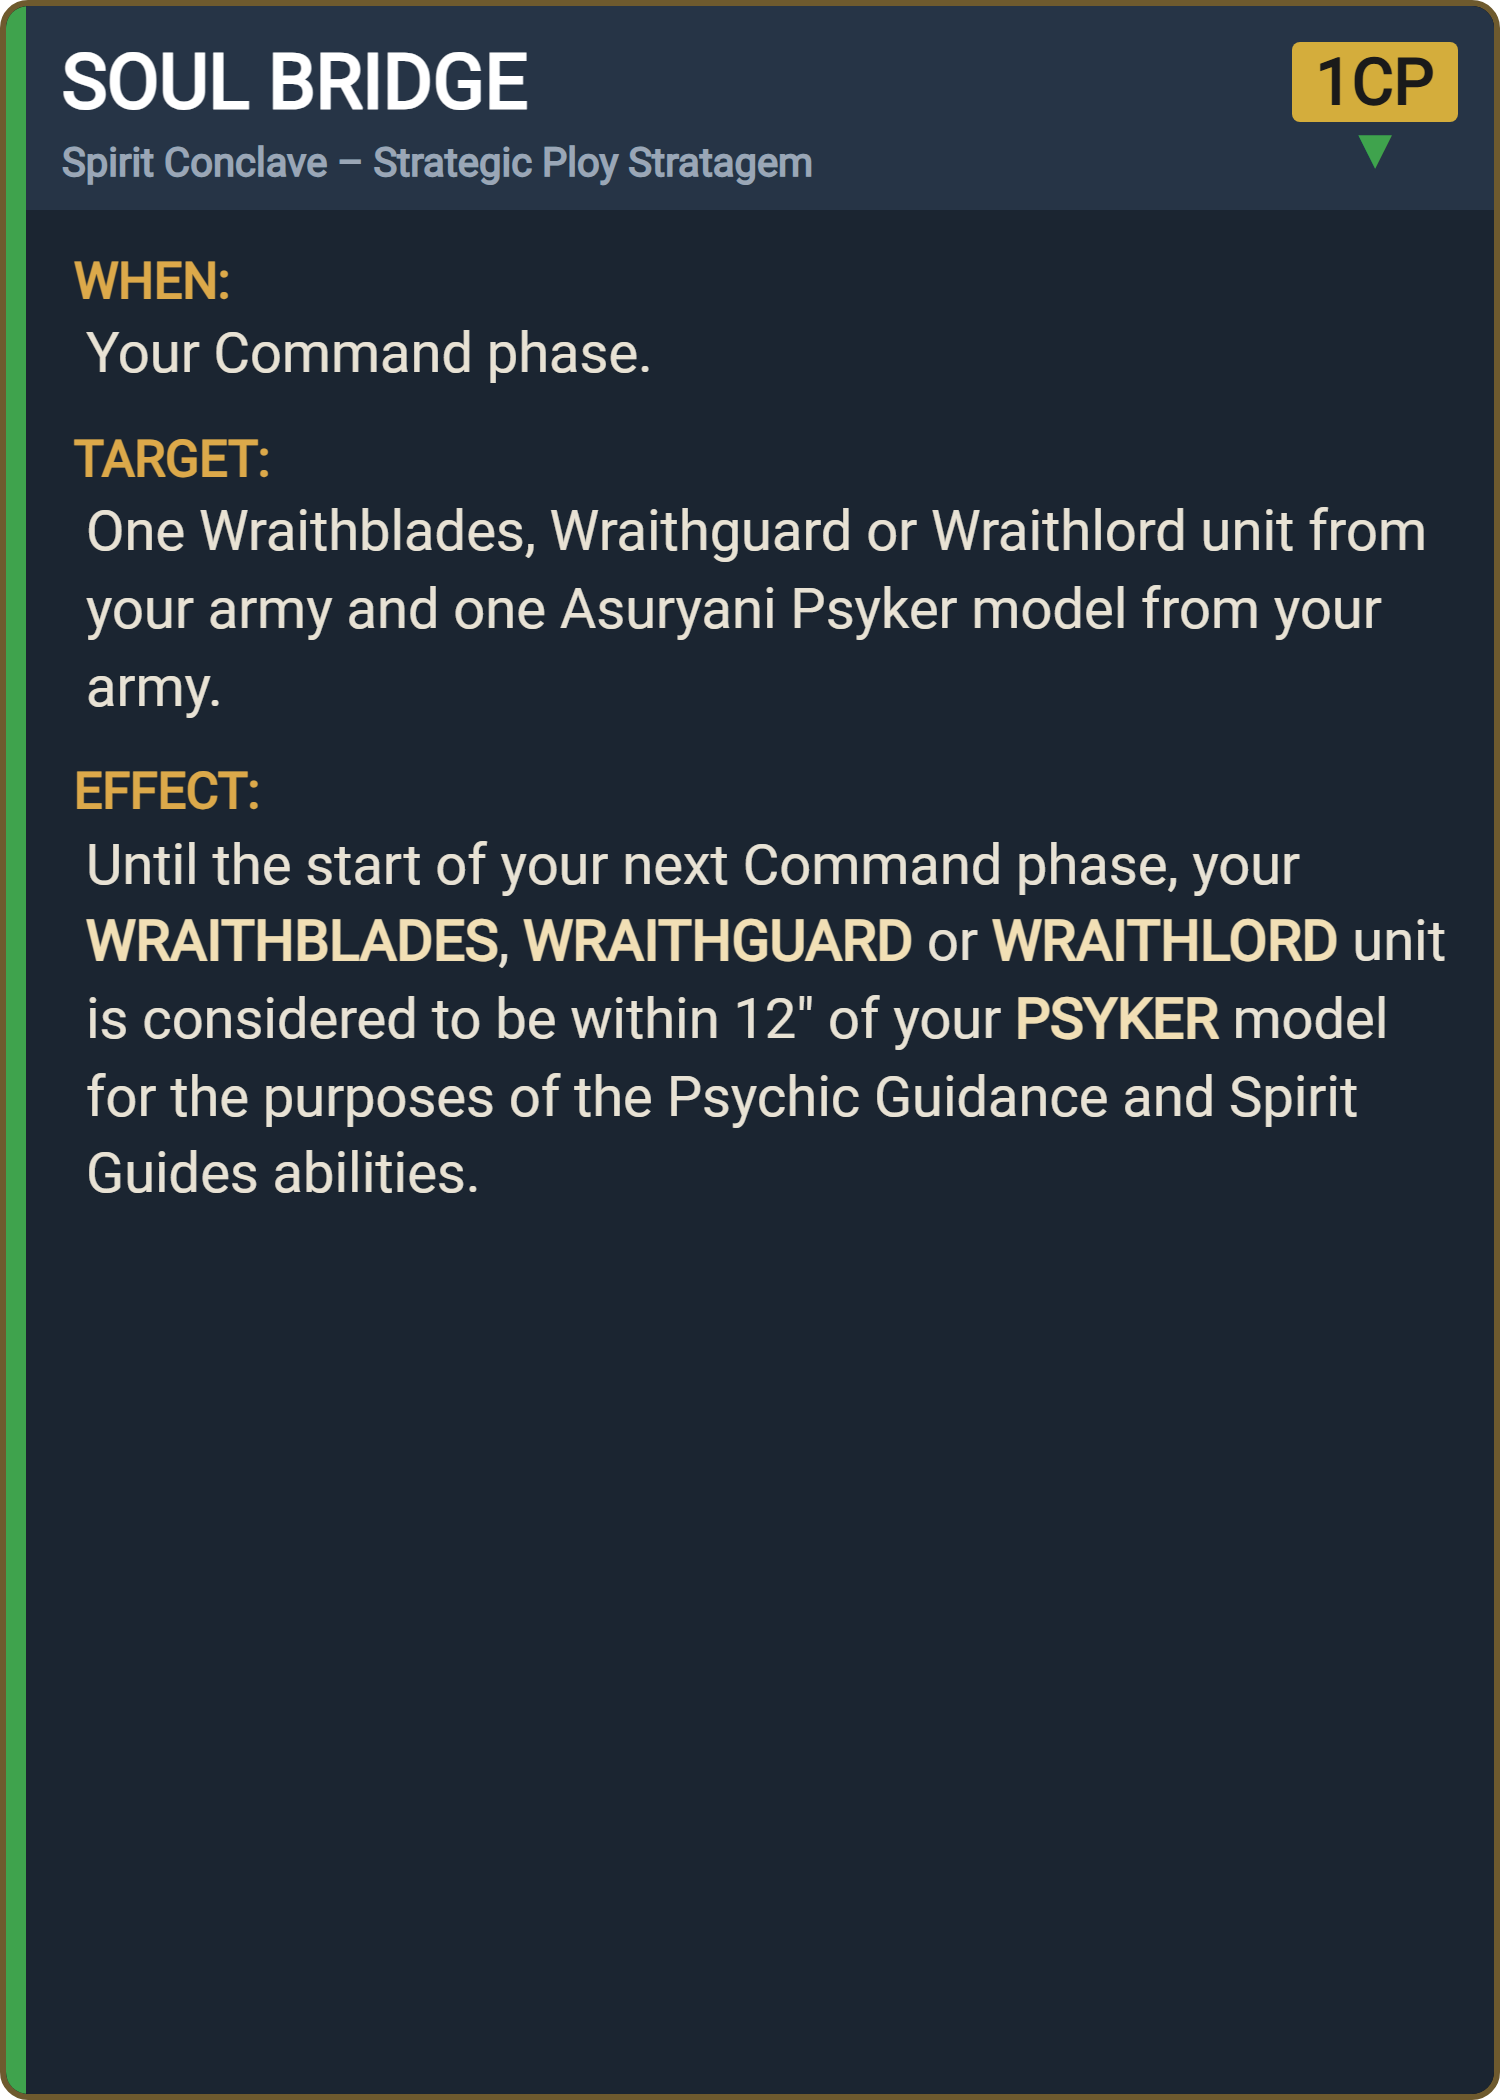 SOUL BRIDGE
1CP
Spirit Conclave – Strategic Ploy Stratagem
WHEN:
Your Command phase.
TARGET:
One Wraithblades, Wraithguard or Wraithlord unit from
your army and one Asuryani Psyker model from your
army.
EFFECT:
Until the start of your next Command phase, your
WRAITHBLADES, WRAITHGUARD or WRAITHLORD unit
is considered to be within 12" of your PSYKER model
for the purposes of the Psychic Guidance and Spirit
Guides abilities.